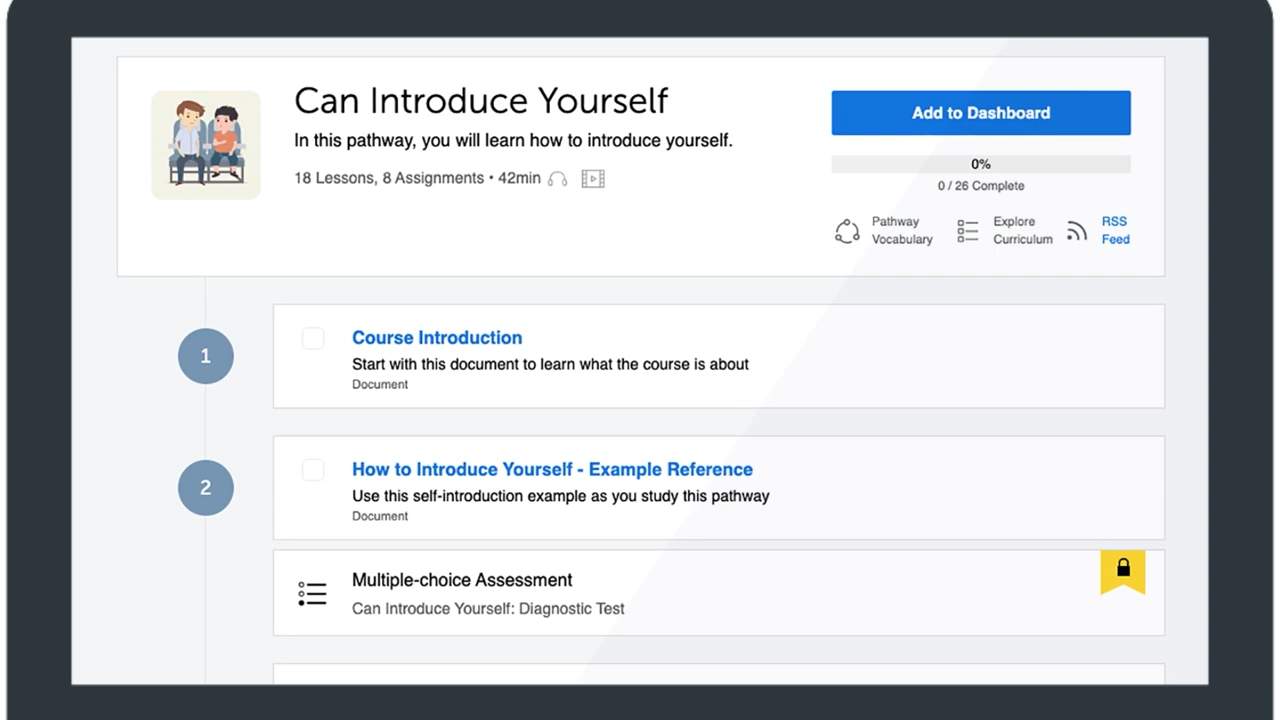 Can Introduce Yourself
In this pathway, you will learn how to introduce yourself.
18 Lessons, 8 Assignments • 42min
Add to Dashboard
0%
0 / 26 Complete
Pathway
Vocabulary
Explore
Curriculum
RSS
Feed
1
Course Introduction
Start with this document to learn what the course is about
Document
2
How to Introduce Yourself - Example Reference
Use this self-introduction example as you study this pathway
Document
Multiple-choice Assessment
Can Introduce Yourself: Diagnostic Test